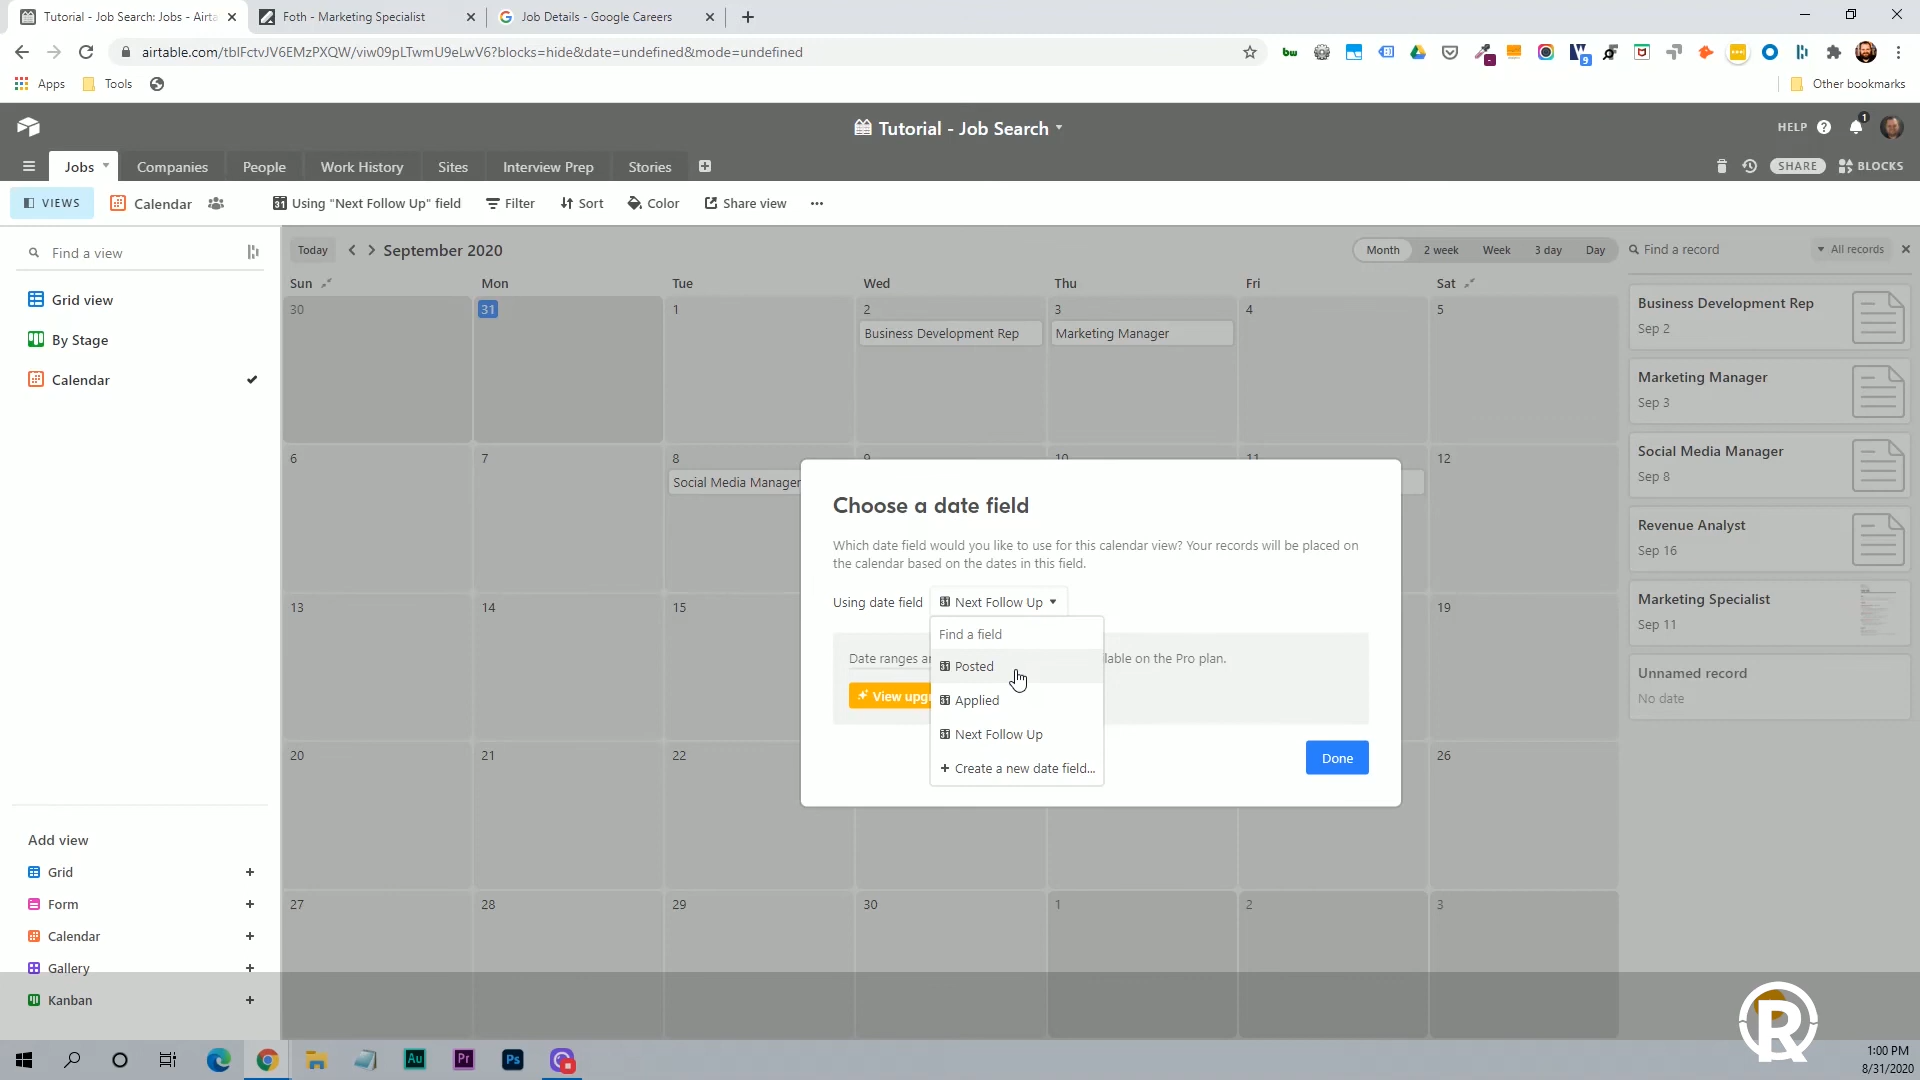 Tutorial - Job Search: Jobs - Airta
Foth - Marketing Specialist
Job Details - Google Careers
airtable.com/tblFctvJV6EMzPXQW/viw09pLTwmU9eLwV6?blocks=hide&date=undefined&mode=undefined
Apps
Tools
Other bookmarks
Tutorial - Job Search
HELP
1
Jobs
Companies
People
Work History
Sites
Interview Prep
Stories
SHARE
BLOCKS
VIEWS
Calendar
Using "Next Follow Up" field
Filter
Sort
Color
Share view
Find a view
Grid view
By Stage
Calendar
Today
September 2020
Month
2 week
Week
3 day
Day
Find a record
All records
Sun
Mon
Tue
Wed
Thu
Fri
Sat
30
31
1
2
3
4
5
Business Development Rep
Marketing Manager
6
7
8
9
10
11
12
Social Media Manager
13
14
15
19
20
21
22
26
27
28
29
30
1
2
3
Business Development Rep
Sep 2
Marketing Manager
Sep 3
Social Media Manager
Sep 8
Revenue Analyst
Sep 16
Marketing Specialist
Sep 11
Unnamed record
No date
Choose a date field
Which date field would you like to use for this calendar view? Your records will be placed on
the calendar based on the dates in this field.
Using date field
Next Follow Up
Find a field
Posted
Applied
Next Follow Up
+ Create a new date field...
Date ranges ar
lable on the Pro plan.
View upgr
Done
Add view
Grid
Form
Calendar
Gallery
Kanban
R
Au
Pr
Ps
1:00 PM
8/31/2020